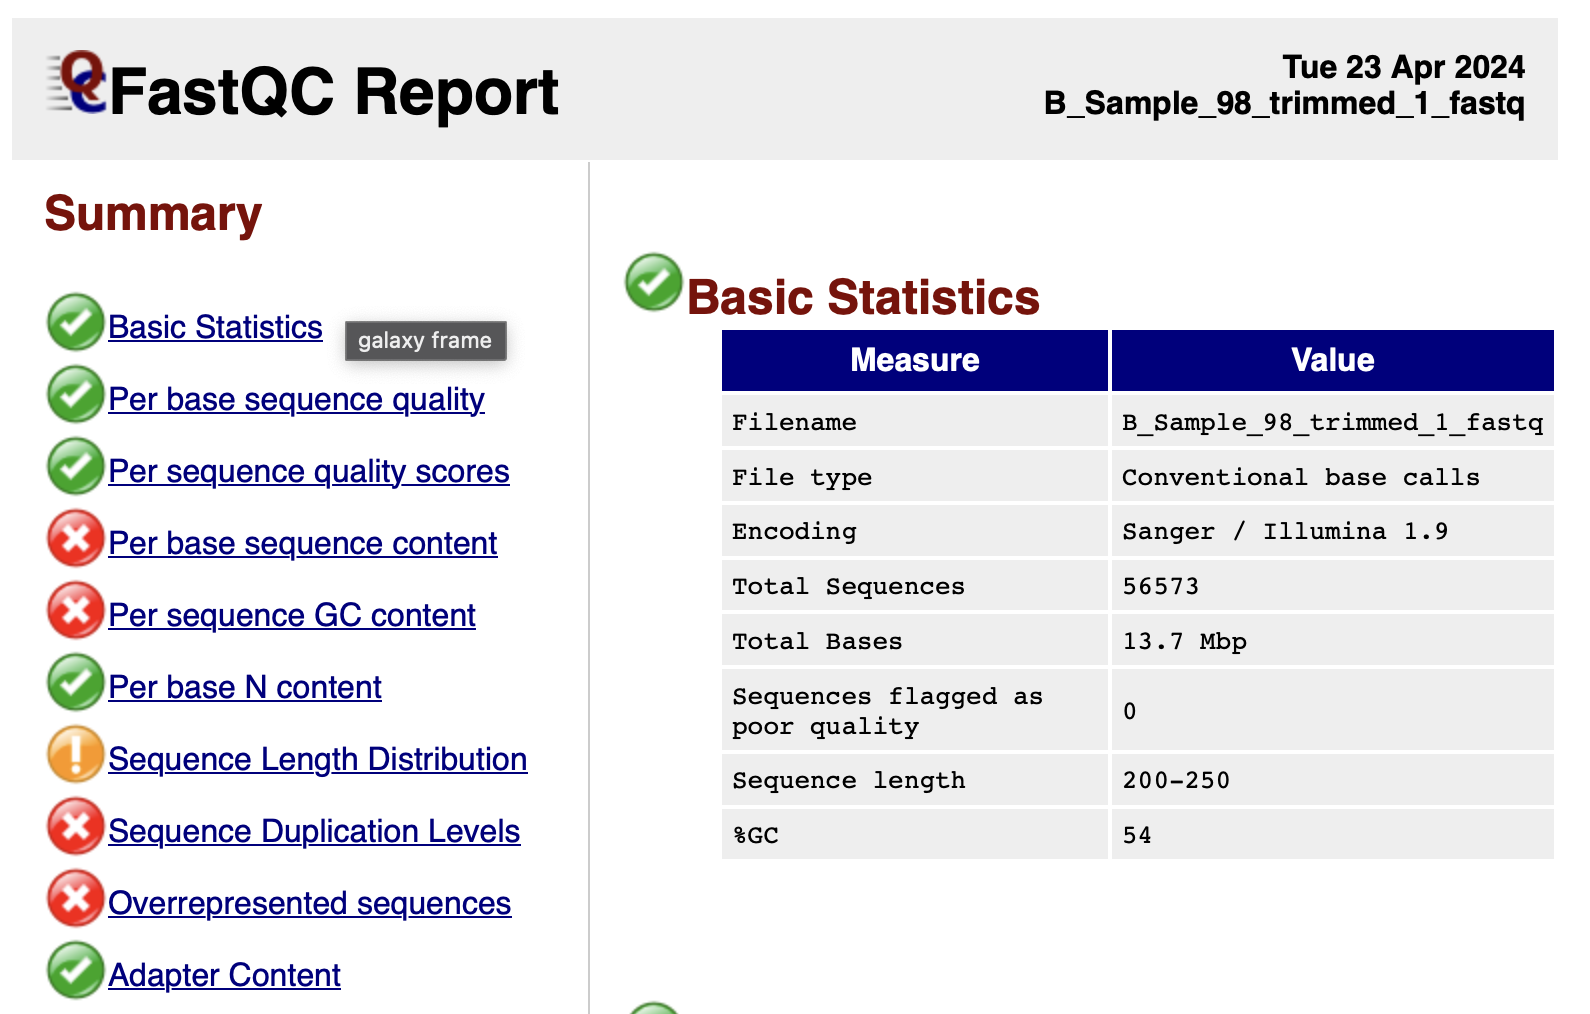 FastQC Report
Tue 23 Apr 2024
B_Sample_98_trimmed_1_fastq
Summary
Basic Statistics
galaxy frame
Per base sequence quality
Per sequence quality scores
Per base sequence content
Per sequence GC content
Per base N content
Sequence Length Distribution
Sequence Duplication Levels
Overrepresented sequences
Adapter Content
Basic Statistics
Measure Value
Filename B_Sample_98_trimmed_1_fastq
File type Conventional base calls
Encoding Sanger / Illumina 1.9
Total Sequences 56573
Total Bases 13.7 Mbp
Sequences flagged as
poor quality 0
Sequence length 200-250
%GC 54